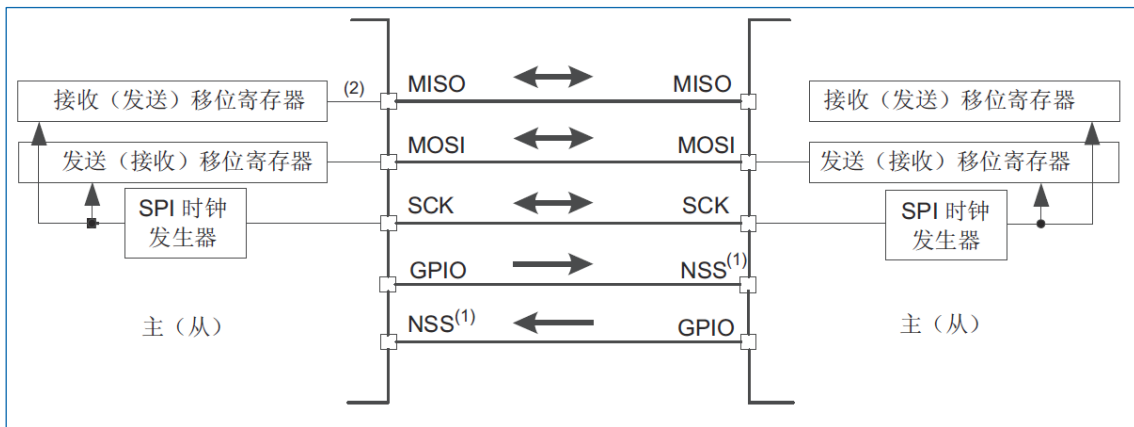 (2)
接收（发送）移位寄存器
MISO
MISO
接收（发送）移位寄存器
发送（接收）移位寄存器
MOSI
MOSI
发送（接收）移位寄存器
SPI 时钟
发生器
SCK
SCK
SPI 时钟
发生器
GPIO
NSS(1)
主（从）
NSS(1)
GPIO
主（从）